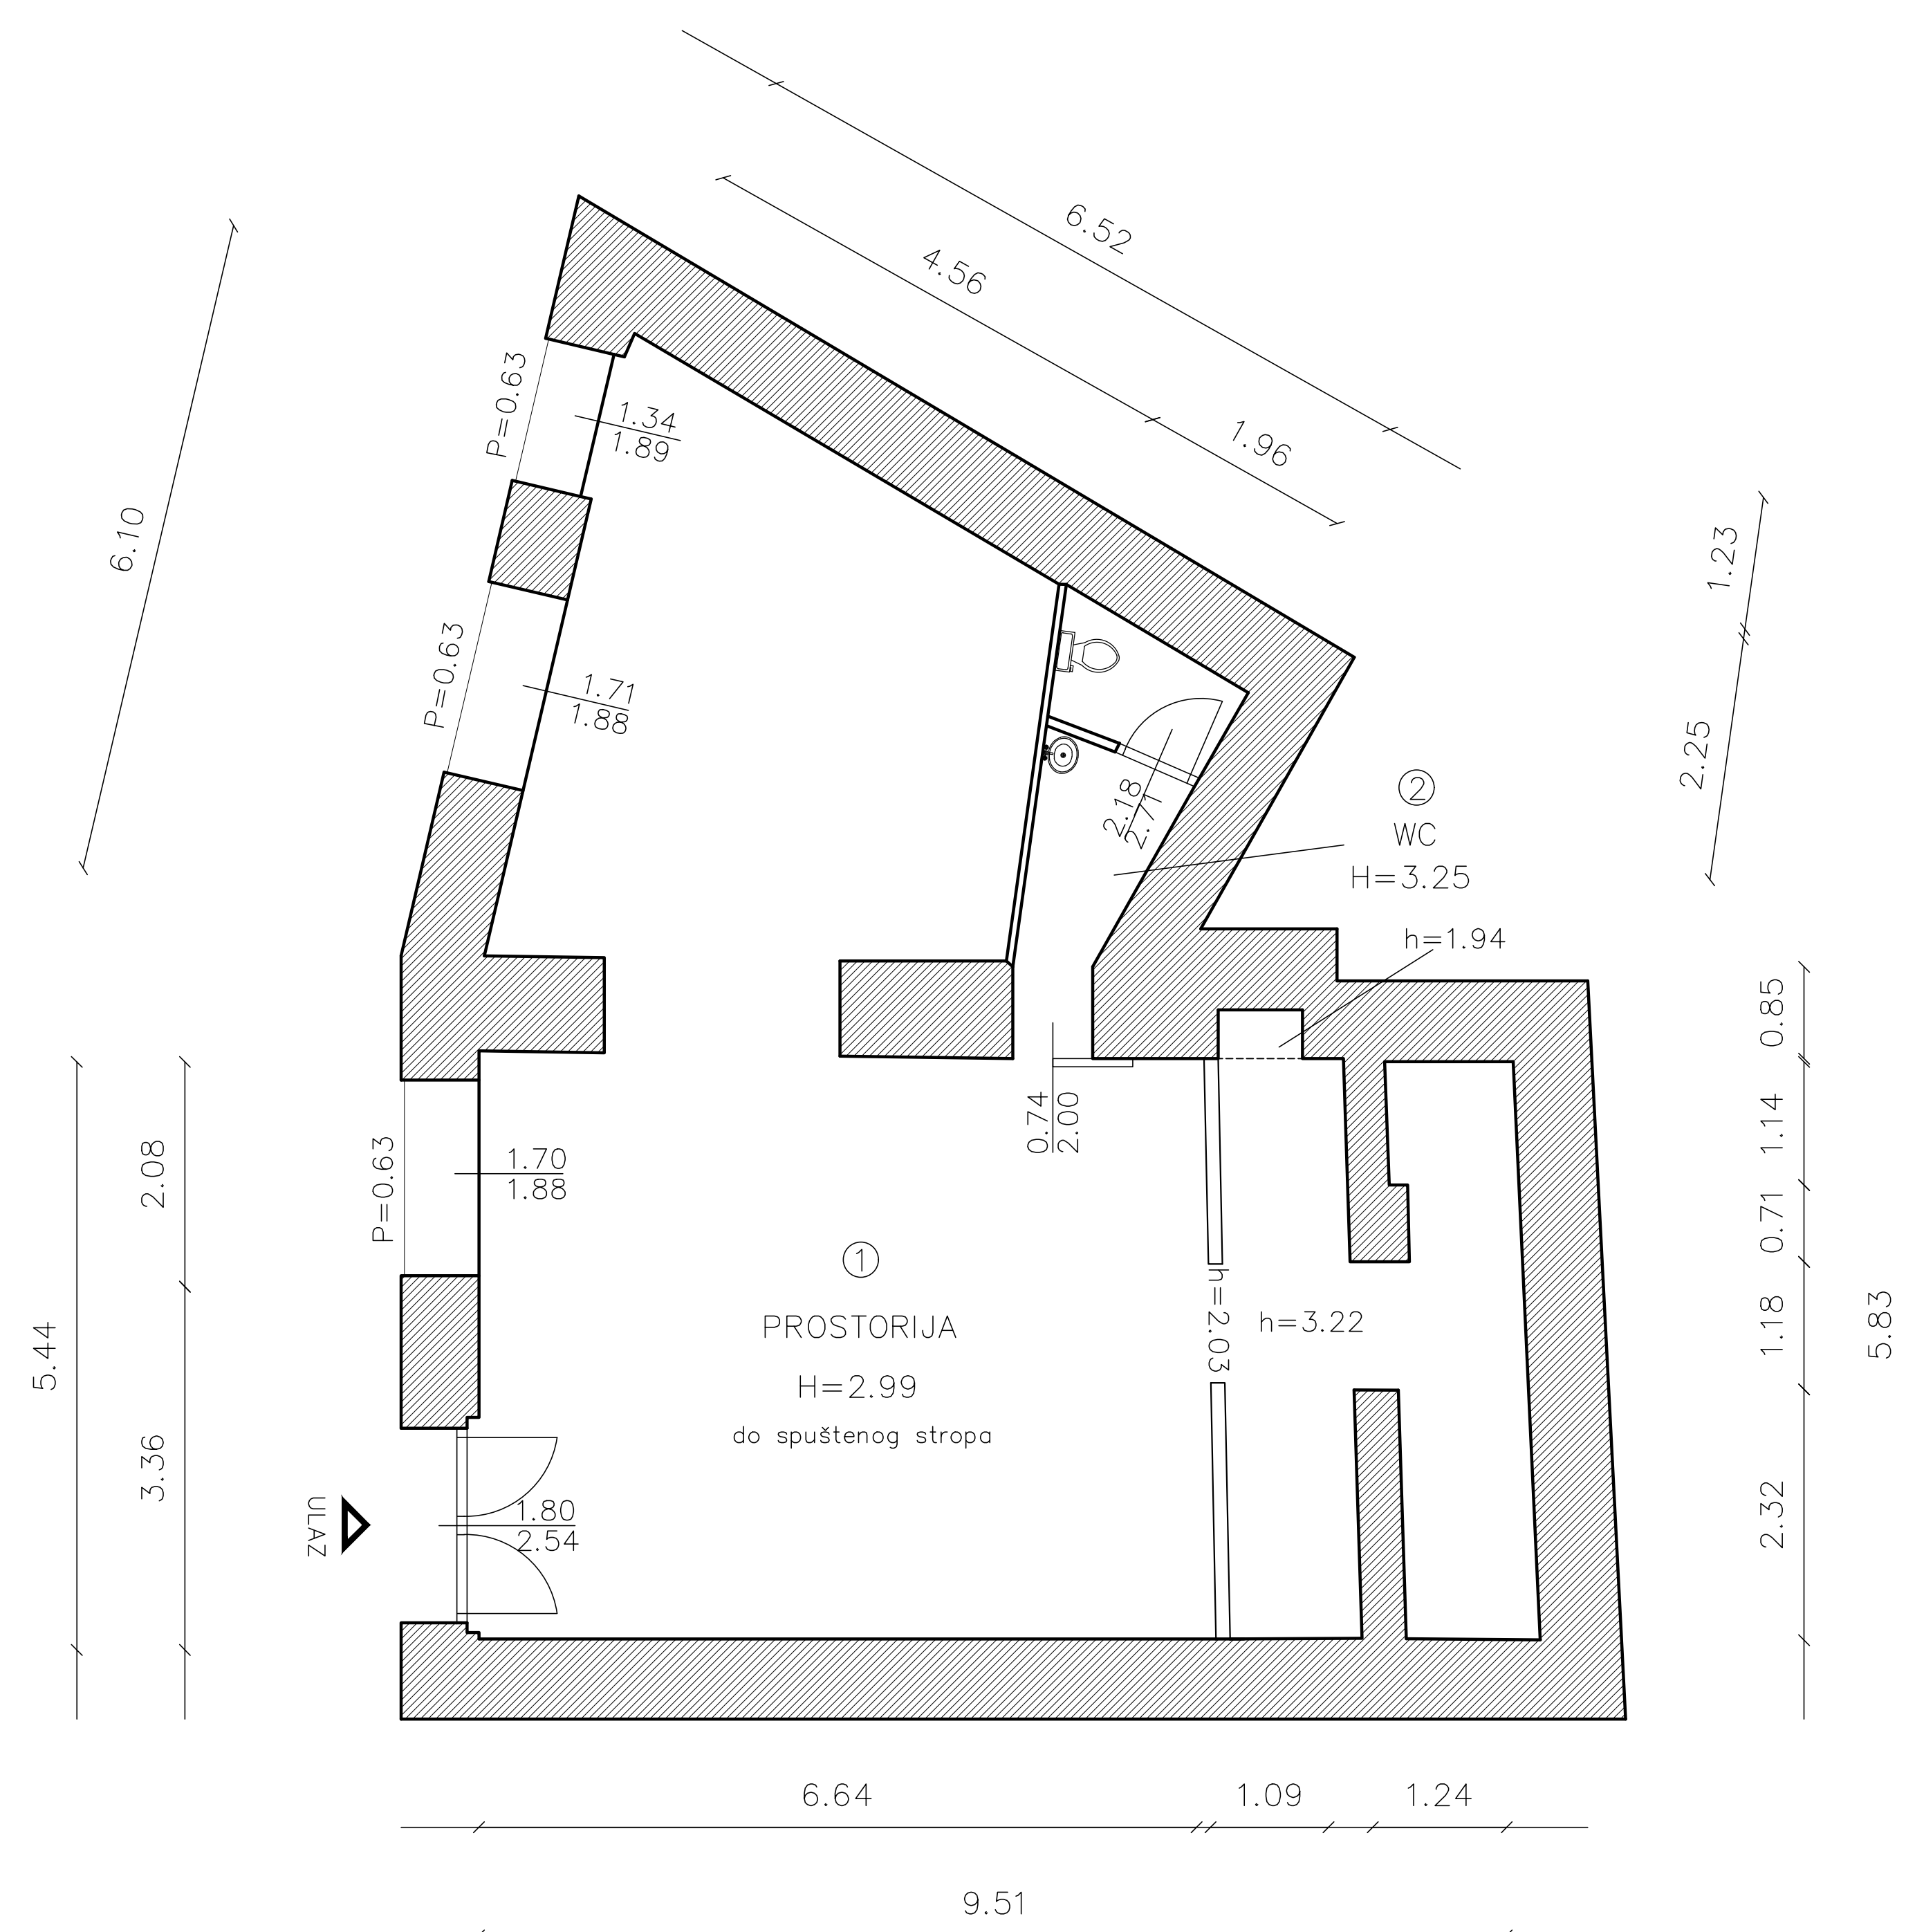 6.52
4.56
1.96
6.10
P=0.63
1.34
1.89
P=0.63
1.71
1.88
1.23
2.25
2.18
2.71
2
WC
H=3.25
h=1.94
0.85
1.14
0.71
1.18
2.32
5.83
0.74
2.00
2.08
3.36
5.44
P=0.63
1.70
1.88
1
PROSTORIJA
H=2.99
do spuštenog stropa
h=2.03
h=3.22
ULAZ
1.80
2.54
6.64
1.09
1.24
9.51